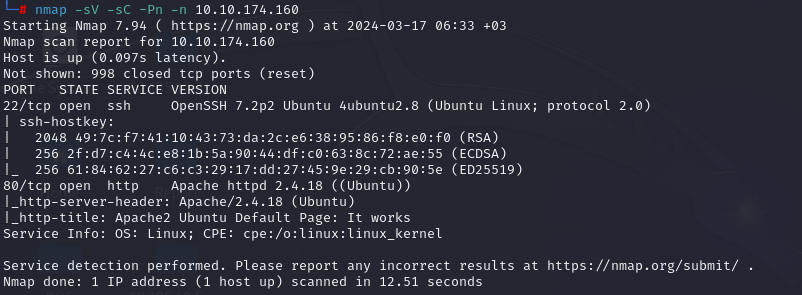 └─# nmap -sV -sC -Pn -n 10.10.174.160
Starting Nmap 7.94 ( https://nmap.org ) at 2024-03-17 06:33 +03
Nmap scan report for 10.10.174.160
Host is up (0.097s latency).
Not shown: 998 closed tcp ports (reset)
PORT   STATE SERVICE VERSION
22/tcp open  ssh     OpenSSH 7.2p2 Ubuntu 4ubuntu2.8 (Ubuntu Linux; protocol 2.0)
| ssh-hostkey:
|   2048 49:7c:f7:41:10:43:73:da:2c:e6:38:95:86:f8:e0:f0 (RSA)
|   256 2f:d7:c4:4c:e8:1b:5a:90:44:df:c0:63:8c:72:ae:55 (ECDSA)
|_  256 61:84:62:27:c6:c3:29:17:dd:27:45:9e:29:cb:90:5e (ED25519)
80/tcp open  http    Apache httpd 2.4.18 ((Ubuntu))
|_http-server-header: Apache/2.4.18 (Ubuntu)
|_http-title: Apache2 Ubuntu Default Page: It works
Service Info: OS: Linux; CPE: cpe:/o:linux:linux_kernel

Service detection performed. Please report any incorrect results at https://nmap.org/submit/ .
Nmap done: 1 IP address (1 host up) scanned in 12.51 seconds